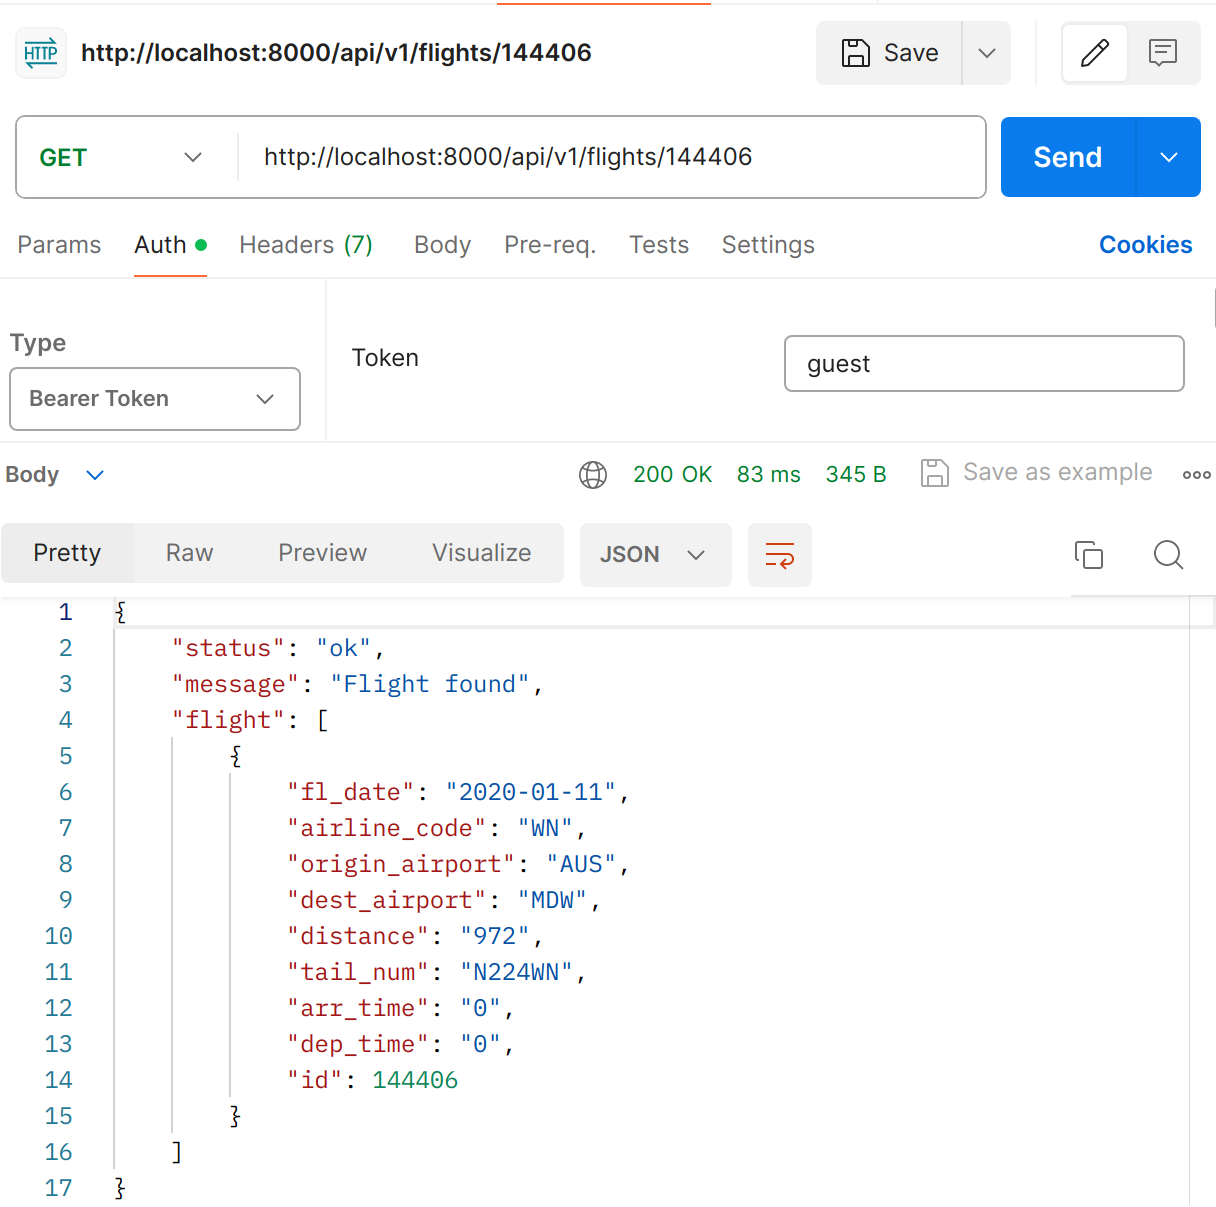 HTTP http://localhost:8000/api/v1/flights/144406 Save
GET http://localhost:8000/api/v1/flights/144406 Send
Params Auth Headers (7) Body Pre-req. Tests Settings Cookies
Type
Token guest
Bearer Token
Body 200 OK 83 ms 345 B Save as example
Pretty Raw Preview Visualize JSON
1 {
2 "status": "ok",
3 "message": "Flight found",
4 "flight": [
5 {
6 "fl_date": "2020-01-11",
7 "airline_code": "WN",
8 "origin_airport": "AUS",
9 "dest_airport": "MDW",
10 "distance": "972",
11 "tail_num": "N224WN",
12 "arr_time": "0",
13 "dep_time": "0",
14 "id": 144406
15 }
16 ]
17 }